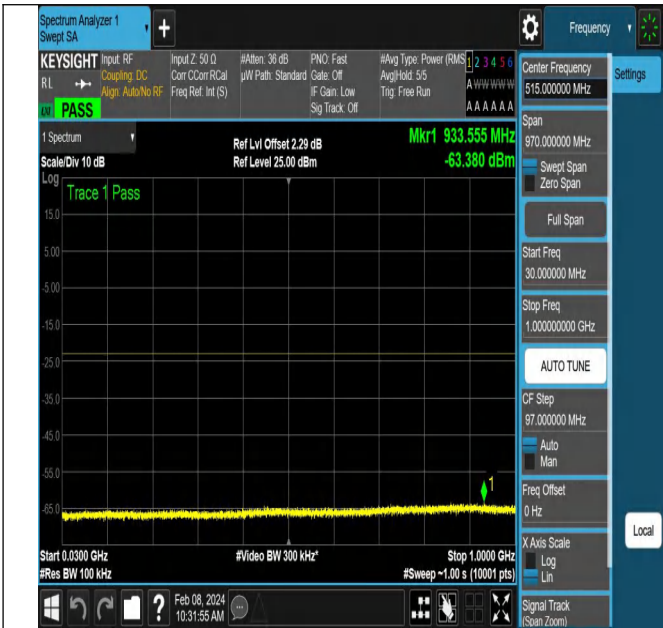 Spectrum Analyzer 1
Swept SA
+
Frequency
KEYSIGHT
RL
PASS
Input: RF
Coupling: DC
Align: Auto/No RF
Input Z: 50 Ω
Corr CCorr RCal
Freq Ref: Int (S)
#Atten: 36 dB
µW Path: Standard
PNO: Fast
Gate: Off
IF Gain: Low
Sig Track: Off
#Avg Type: Power (RMS
Avg|Hold: 5/5
Trig: Free Run
1 2 3 4 5 6
A W W W W W
A A A A A A
1 Spectrum
Scale/Div 10 dB
Ref Lvl Offset 2.29 dB
Ref Level 25.00 dBm
Mkr1 933.555 MHz
-63.380 dBm
Log
Trace 1 Pass
15.0
5.00
-5.00
-15.0
-25.0
-35.0
-45.0
-55.0
-65.0
1
Start 0.0300 GHz
#Res BW 100 kHz
#Video BW 300 kHz*
Stop 1.0000 GHz
#Sweep ~1.00 s (10001 pts)
Feb 08, 2024
10:31:55 AM
Center Frequency
515.000000 MHz
Settings
Span
970.000000 MHz
Swept Span
Zero Span
Full Span
Start Freq
30.000000 MHz
Stop Freq
1.000000000 GHz
AUTO TUNE
CF Step
97.000000 MHz
Auto
Man
Freq Offset
0 Hz
Local
X Axis Scale
Log
Lin
Signal Track
(Span Zoom)